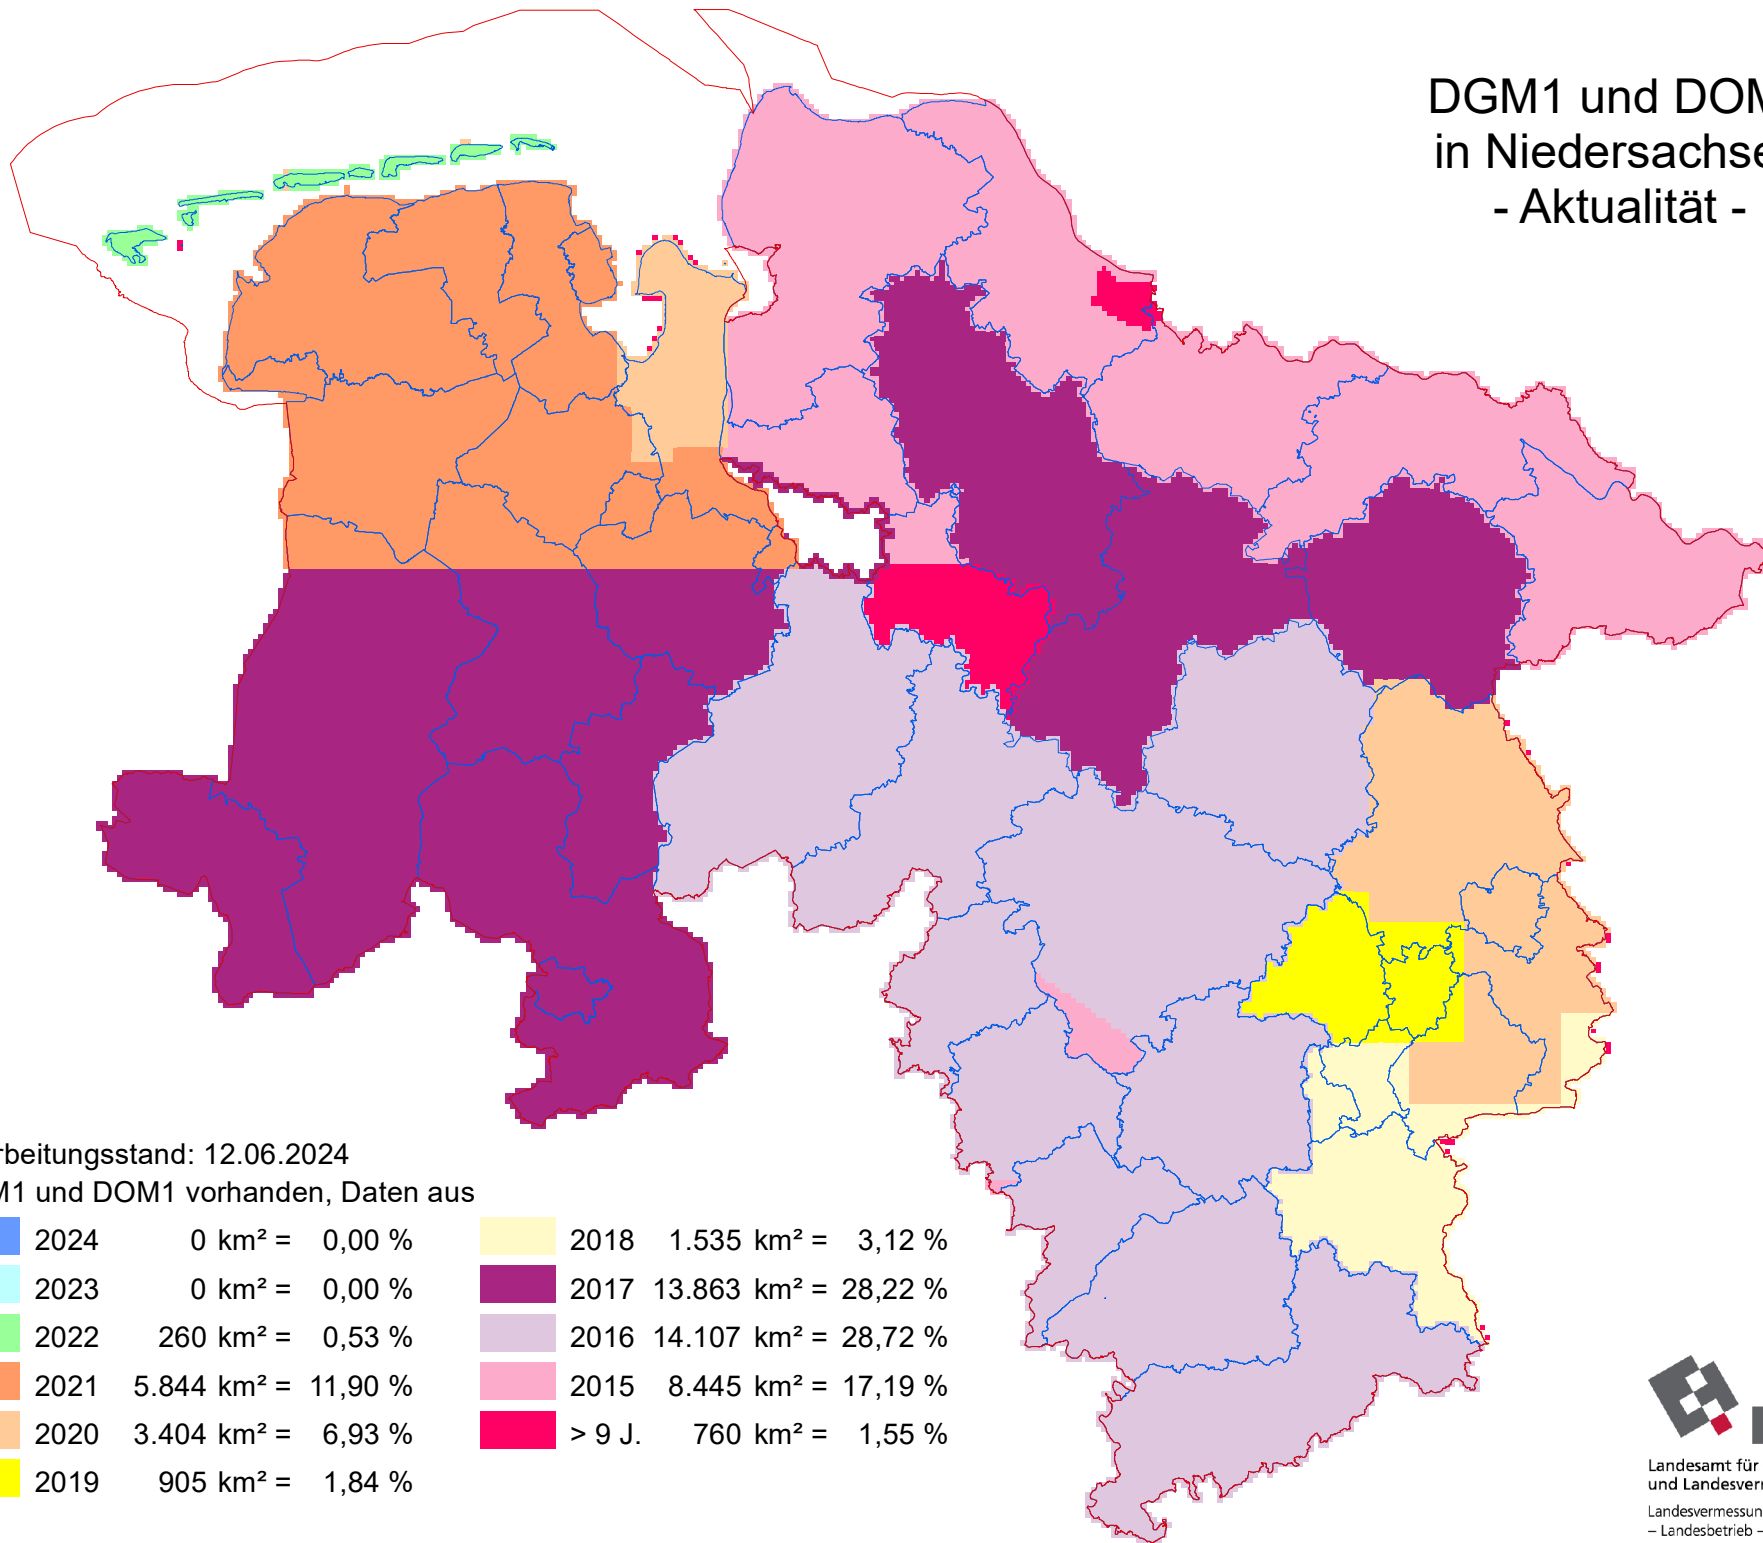 DGM1 und DOM
in Niedersachse
- Aktualität -
rbeitungsstand: 12.06.2024
M1 und DOM1 vorhanden, Daten aus
2024 0 km² = 0,00 %
2023 0 km² = 0,00 %
2022 260 km² = 0,53 %
2021 5.844 km² = 11,90 %
2020 3.404 km² = 6,93 %
2019 905 km² = 1,84 %
2018 1.535 km² = 3,12 %
2017 13.863 km² = 28,22 %
2016 14.107 km² = 28,72 %
2015 8.445 km² = 17,19 %
> 9 J. 760 km² = 1,55 %
Landesamt für
und Landesver
Landesvermessun
– Landesbetrieb –